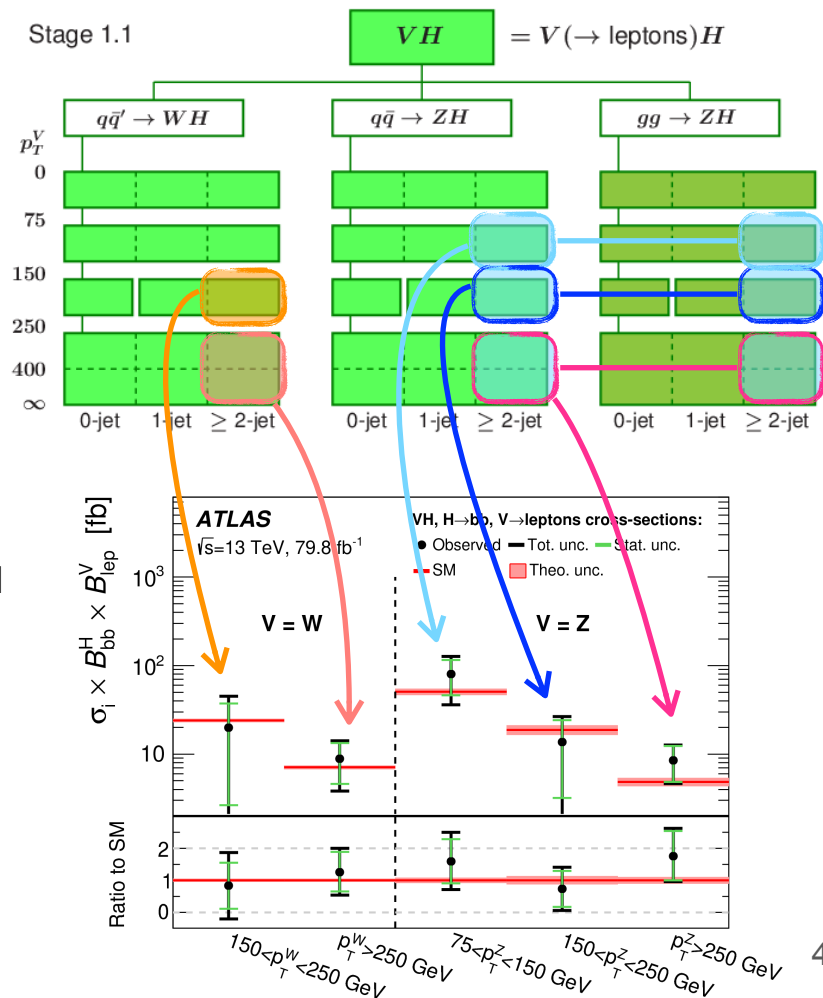 Stage 1.1
VH = V(→ leptons)H
qq̄′ → WH qq̄ → ZH gg → ZH
p_T^V
0
75
150
250
400
∞
0-jet 1-jet ≥ 2-jet 0-jet 1-jet ≥ 2-jet 0-jet 1-jet ≥ 2-jet
σ_i × B_bb^H × B_lep^V [fb]
ATLAS
√s=13 TeV, 79.8 fb⁻¹
VH, H→bb, V→leptons cross-sections:
Observed Tot. unc. Stat. unc.
SM Theo. unc.
V = W V = Z
10³
10²
10
Ratio to SM
2
1
0
150<p_T^W<250 GeV
p_T^W>250 GeV
75<p_T^Z<150 GeV
150<p_T^Z<250 GeV
p_T^Z>250 GeV
4